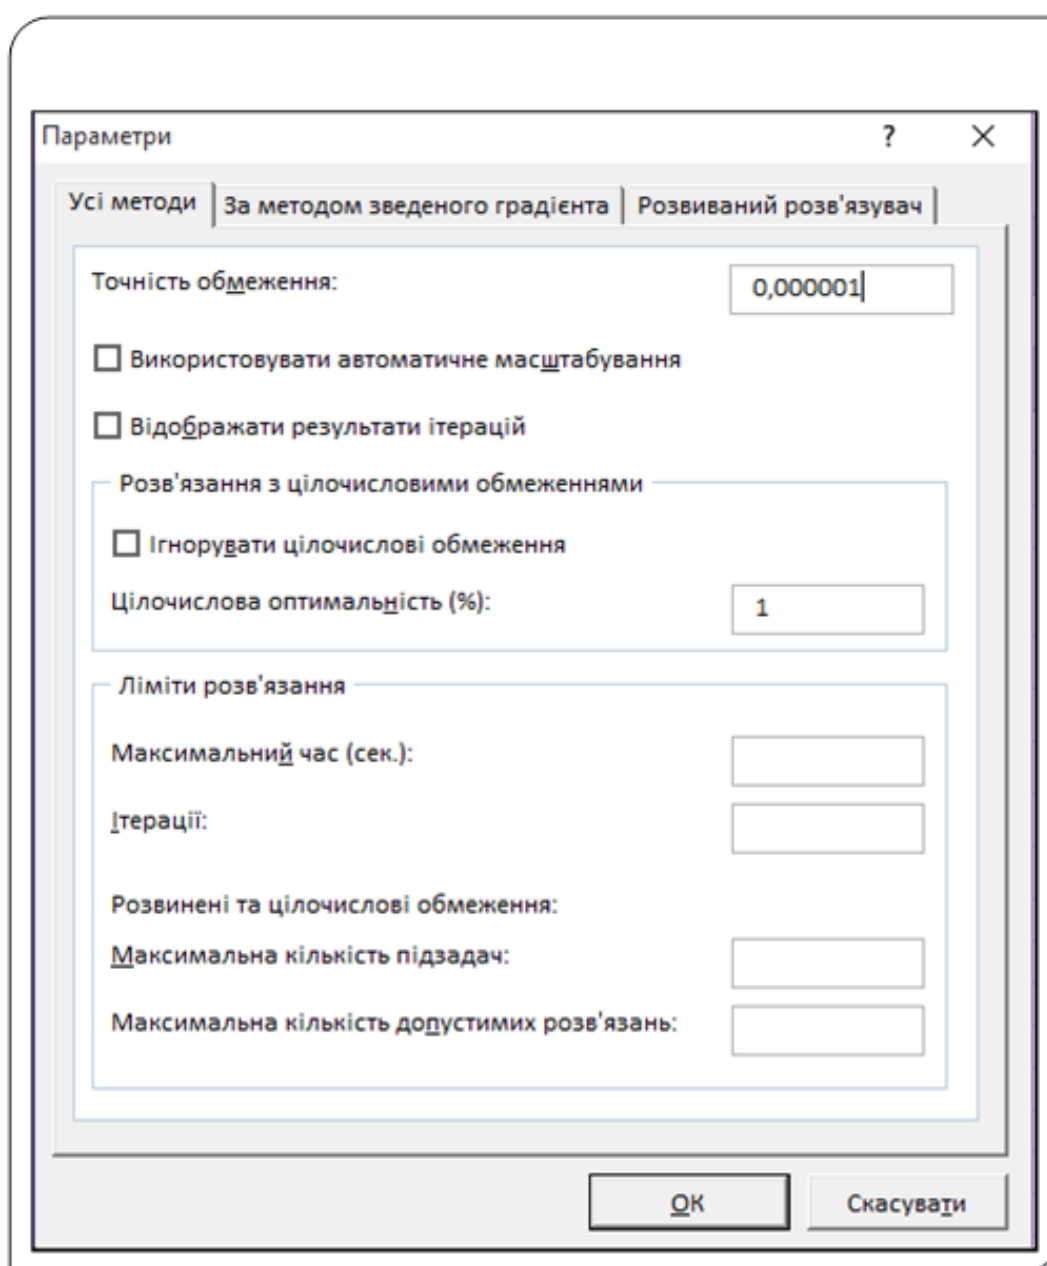 Параметри ?
Усі методи За методом зведеного градієнта Розвиваний розв'язувач
Точність обмеження: 0,000001
Використовувати автоматичне масштабування
Відображати результати ітерацій
Розв'язання з цілочисловими обмеженнями
Ігнорувати цілочислові обмеження
Цілочислова оптимальність (%): 1
Ліміти розв'язання
Максимальний час (сек.):
Ітерації:
Розвинені та цілочислові обмеження:
Максимальна кількість підзадач:
Максимальна кількість допустимих розв'язань:
ОК Скасувати